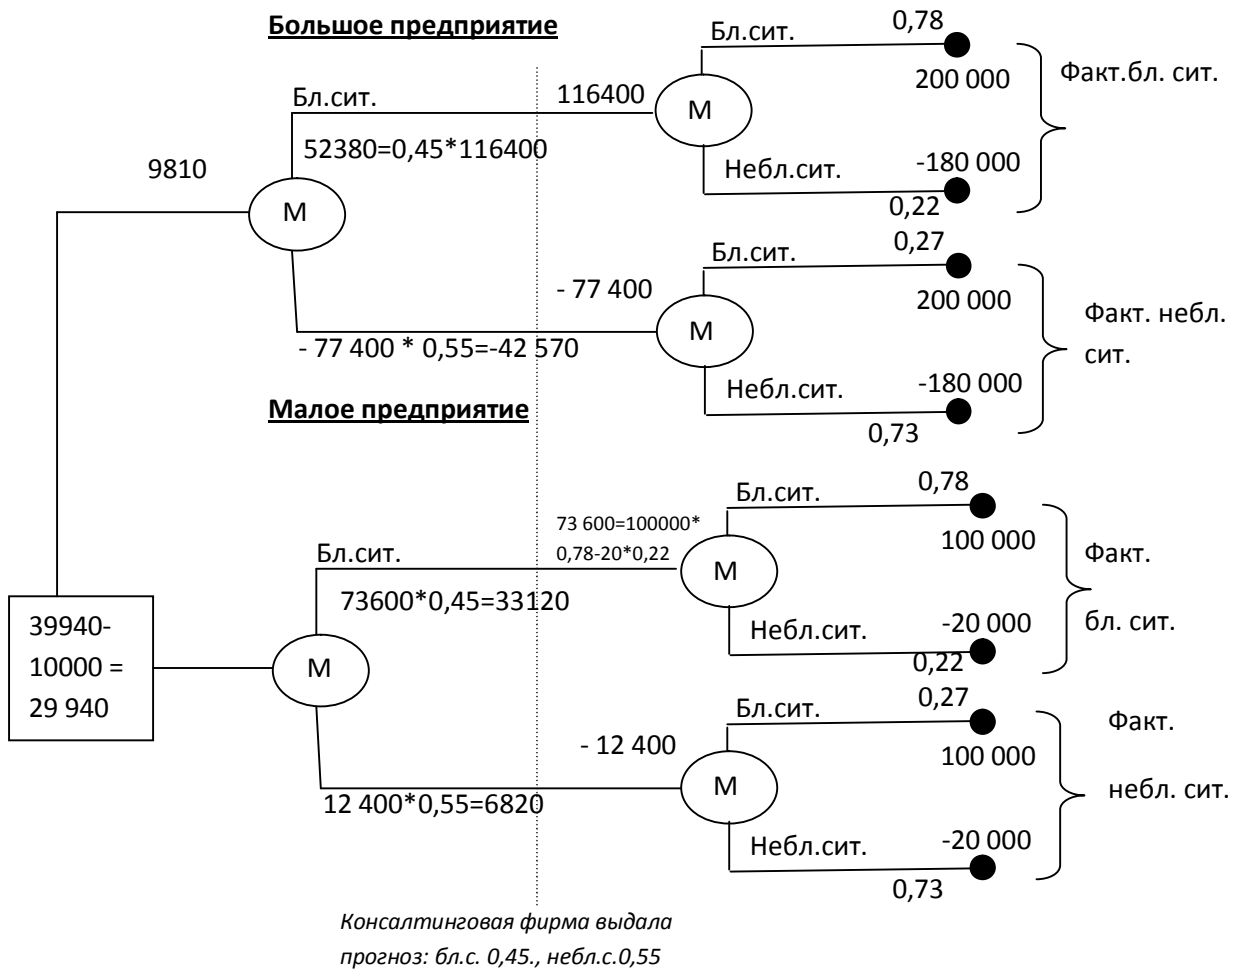 Большое предприятие
0,78
Бл.сит.
200 000
Факт.бл. сит.
Бл.сит.
116400
М
52380=0,45*116400
Небл.сит.
-180 000
9810
0,22
М
0,27
Бл.сит.
- 77 400
200 000
М
Факт. небл.
сит.
- 77 400 * 0,55=-42 570
-180 000
Небл.сит.
Малое предприятие
0,73
0,78
Бл.сит.
73 600=100000*
0,78-20*0,22
100 000
Бл.сит.
М
Факт.
73600*0,45=33120
-20 000
бл. сит.
Небл.сит.
39940-
10000 =
29 940
0,22
М
0,27
Бл.сит.
Факт.
- 12 400
100 000
М
небл. сит.
12 400*0,55=6820
-20 000
Небл.сит.
0,73
Консалтинговая фирма выдала
прогноз: бл.с. 0,45., небл.с.0,55